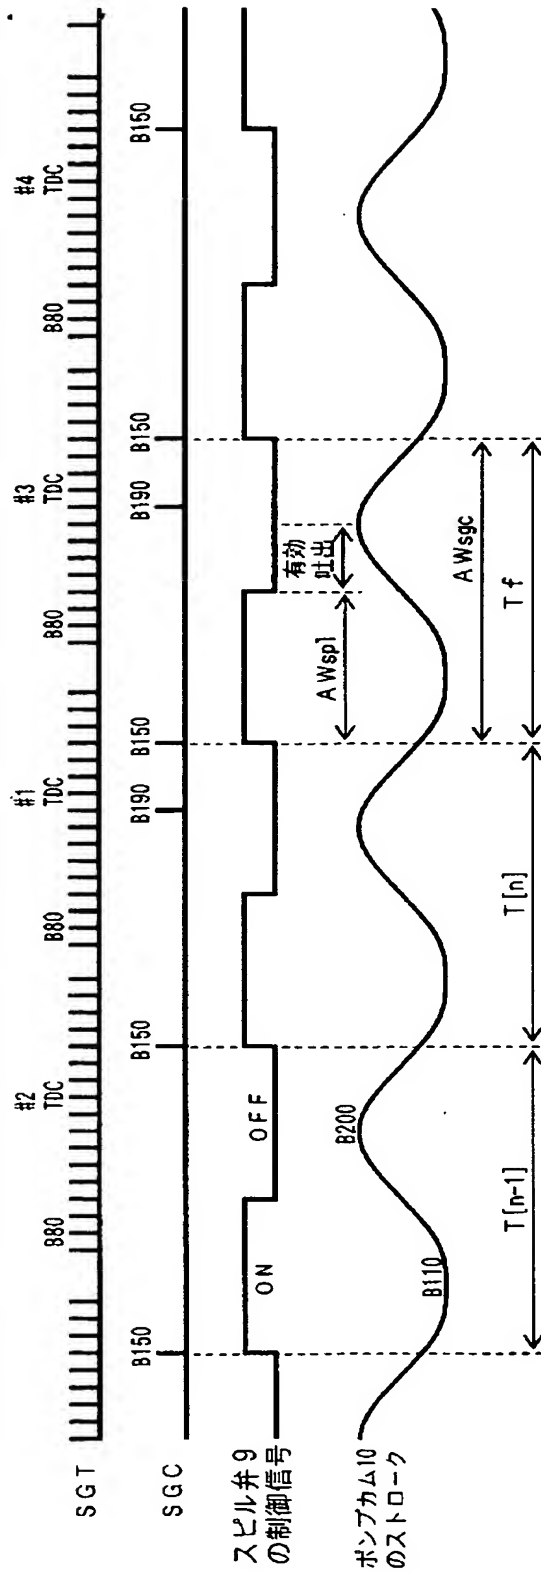 SGT
B80
#2
TDC
B80
#1
TDC
B80
#3
TDC
B80
#4
TDC
SGC
B150
B150
B190
B150
B190
B150
B150
スピル弁9
の制御信号
ON
OFF
有効
吐出
AWspl
ポンプカム10
のストローク
B110
B200
AWsgc
T[n-1]
T[n]
Tf